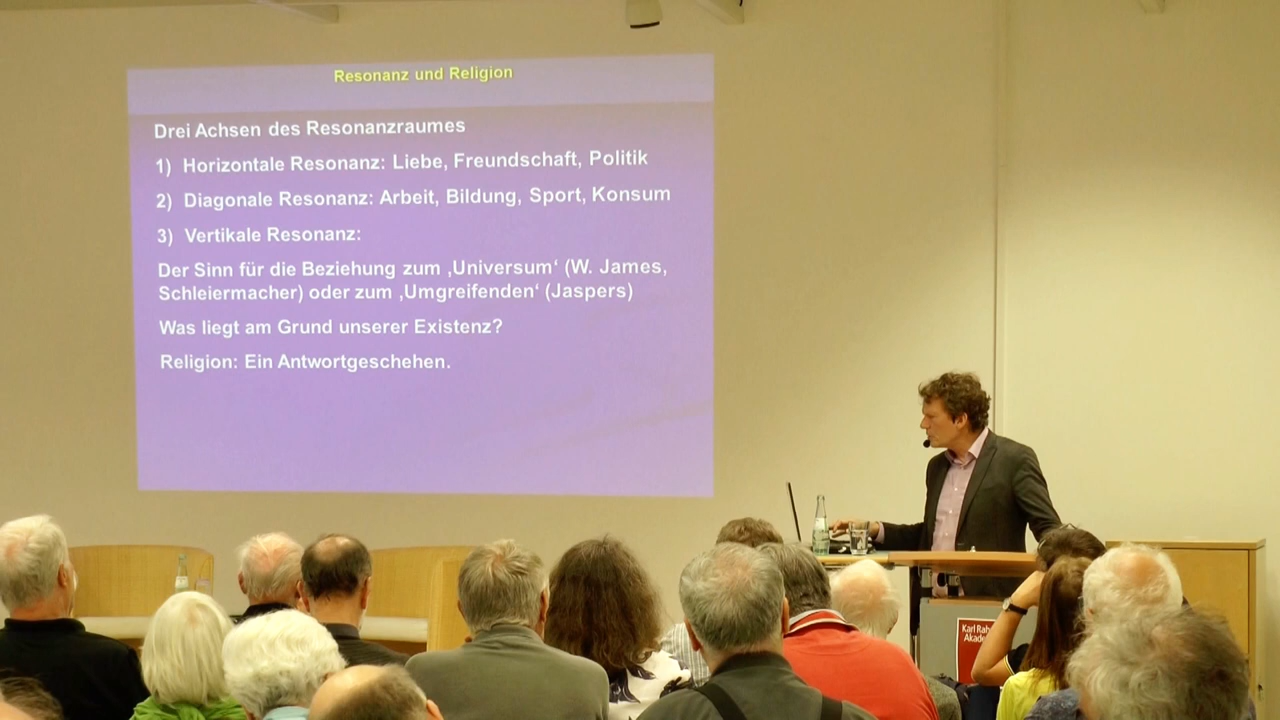 Resonanz und Religion
Drei Achsen des Resonanzraumes
1) Horizontale Resonanz: Liebe, Freundschaft, Politik
2) Diagonale Resonanz: Arbeit, Bildung, Sport, Konsum
3) Vertikale Resonanz:
Der Sinn für die Beziehung zum ‚Universum‘ (W. James,
Schleiermacher) oder zum ‚Umgreifenden‘ (Jaspers)
Was liegt am Grund unserer Existenz?
Religion: Ein Antwortgeschehen.
Karl